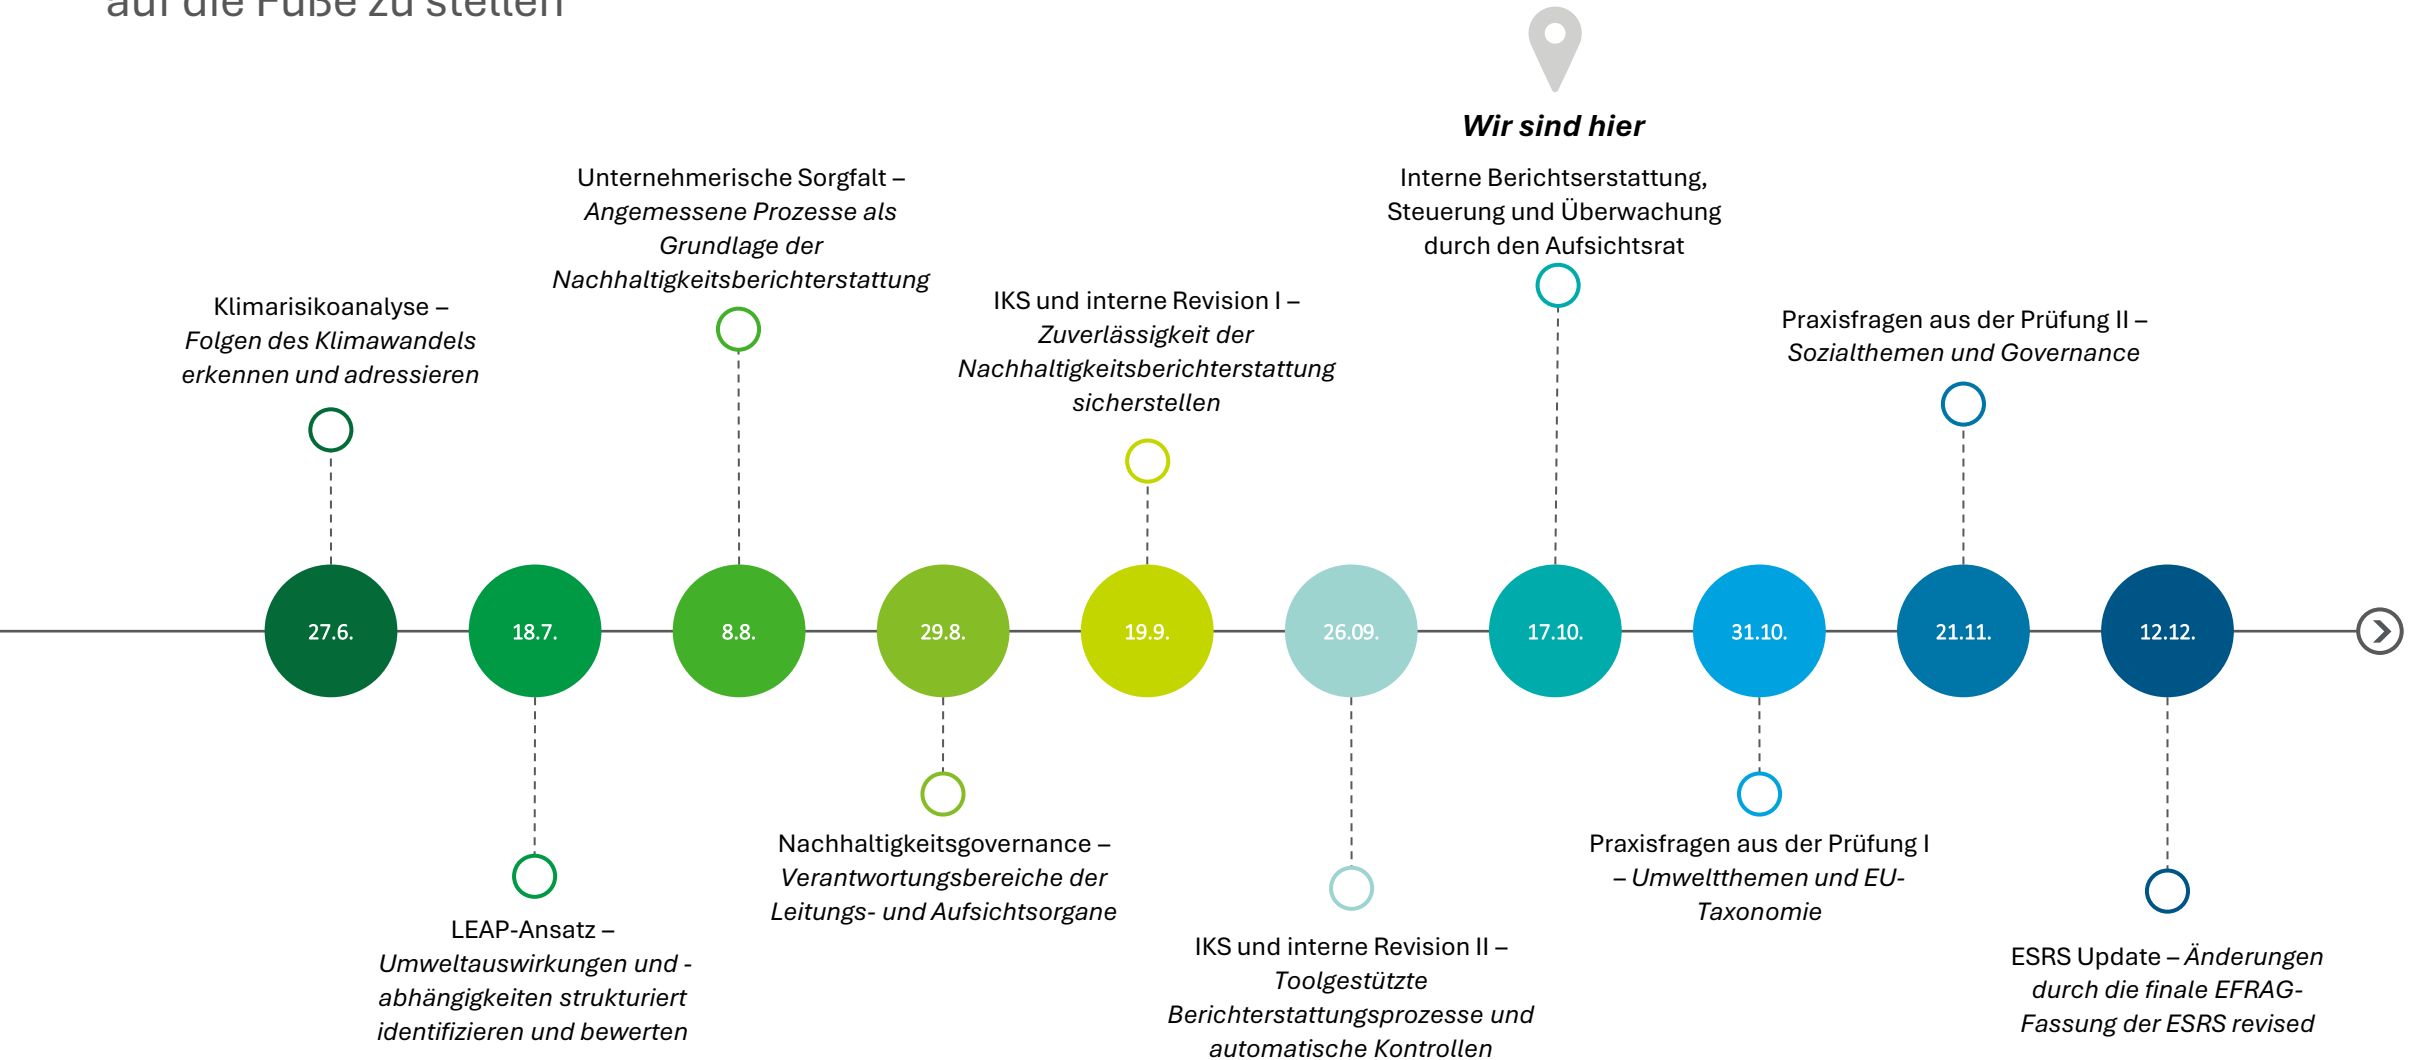 auf die Füße zu stellen
Wir sind hier
Unternehmerische Sorgfalt –
Angemessene Prozesse als
Grundlage der
Nachhaltigkeitsberichterstattung
Interne Berichtserstattung,
Steuerung und Überwachung
durch den Aufsichtsrat
Klimarisikoanalyse –
Folgen des Klimawandels
erkennen und adressieren
IKS und interne Revision I –
Zuverlässigkeit der
Nachhaltigkeitsberichterstattung
sicherstellen
Praxisfragen aus der Prüfung II –
Sozialthemen und Governance
27.6.
18.7.
8.8.
29.8.
19.9.
26.09.
17.10.
31.10.
21.11.
12.12.
LEAP-Ansatz –
Umweltauswirkungen und -
abhängigkeiten strukturiert
identifizieren und bewerten
Nachhaltigkeitsgovernance –
Verantwortungsbereiche der
Leitungs- und Aufsichtsorgane
IKS und interne Revision II –
Toolgestützte
Berichterstattungsprozesse und
automatische Kontrollen
Praxisfragen aus der Prüfung I
– Umweltthemen und EU-
Taxonomie
ESRS Update – Änderungen
durch die finale EFRAG-
Fassung der ESRS revised